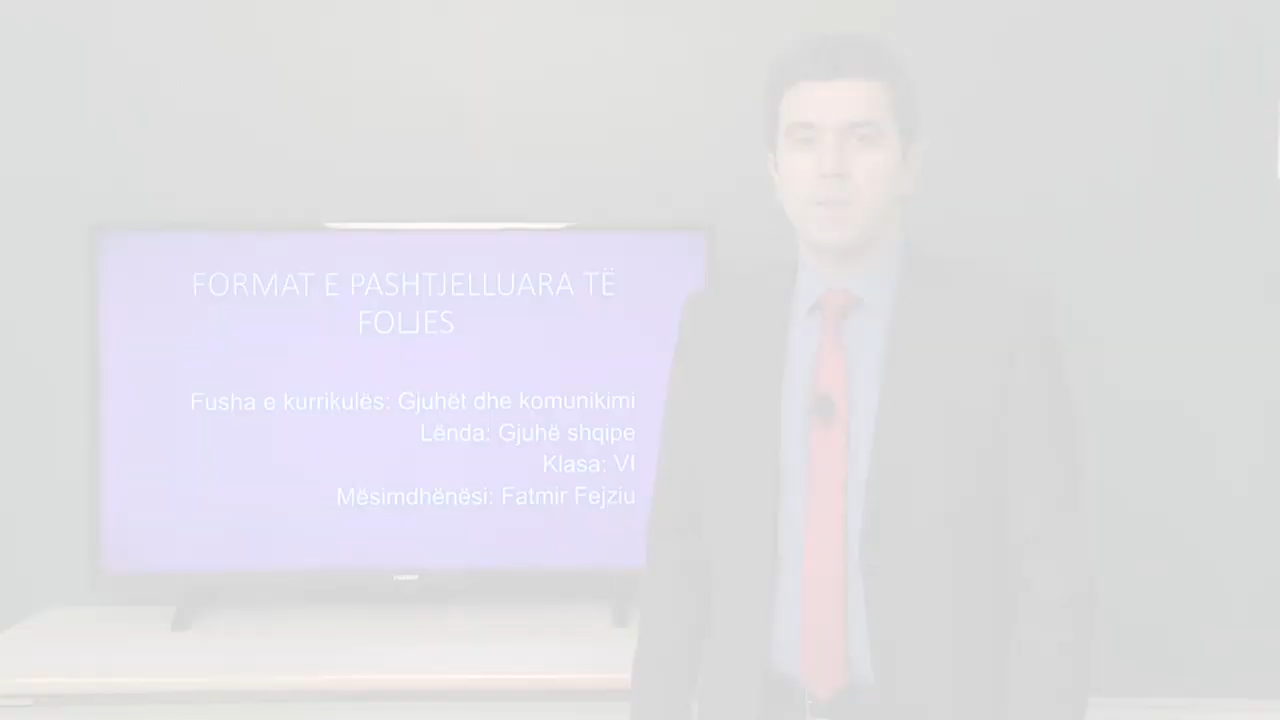 FORMAT E PASHTJELLUARA TË
FOLJES
Fusha e kurrikulës: Gjuhët dhe komunikimi
Lënda: Gjuhë shqipe
Klasa: VI
Mësimdhënësi: Fatmir Fejziu